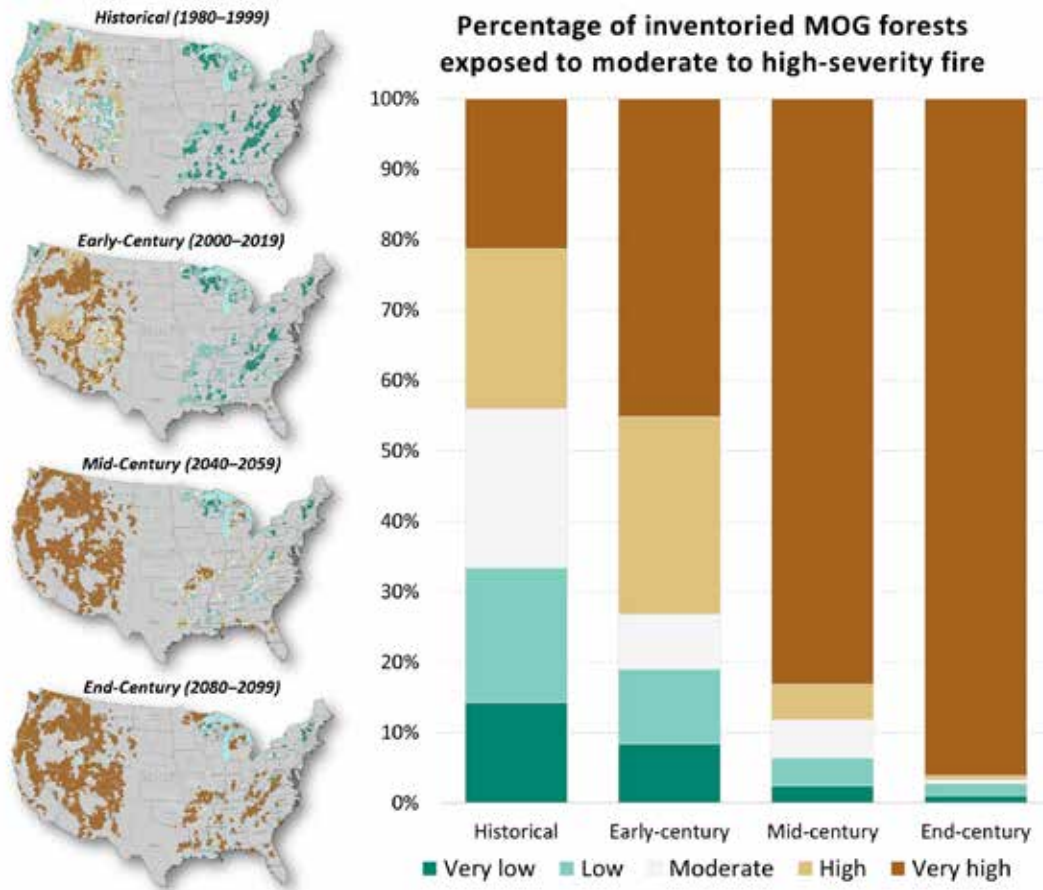 Historical (1980–1999)
Early-Century (2000–2019)
Mid-Century (2040–2059)
End-Century (2080–2099)
Percentage of inventoried MOG forests
exposed to moderate to high-severity fire
100%
90%
80%
70%
60%
50%
40%
30%
20%
10%
0%
Historical Early-century Mid-century End-century
Very low Low Moderate High Very high